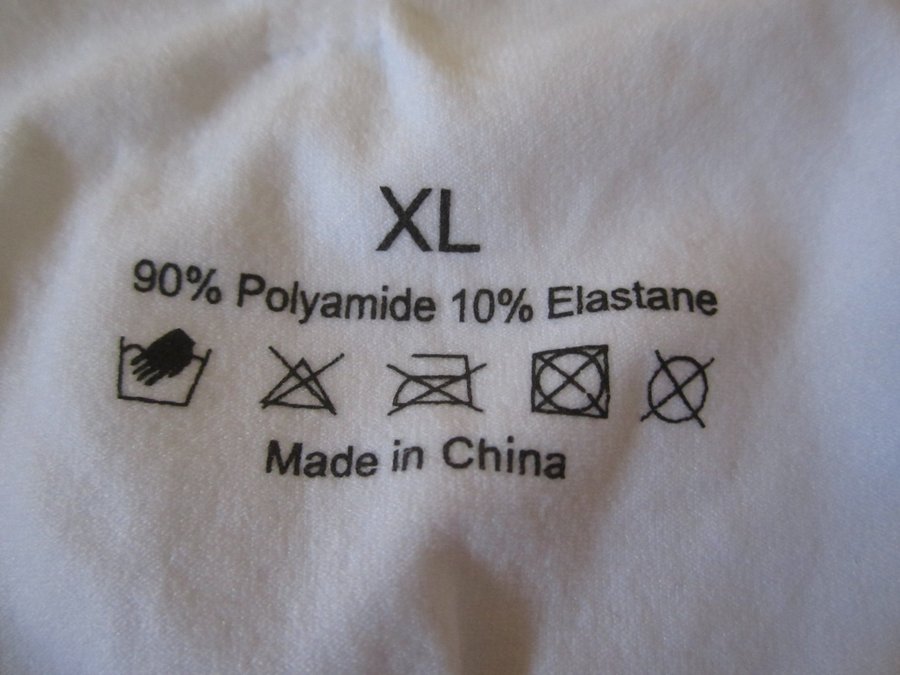 XL
90% Polyamide 10% Elastane
Made in China